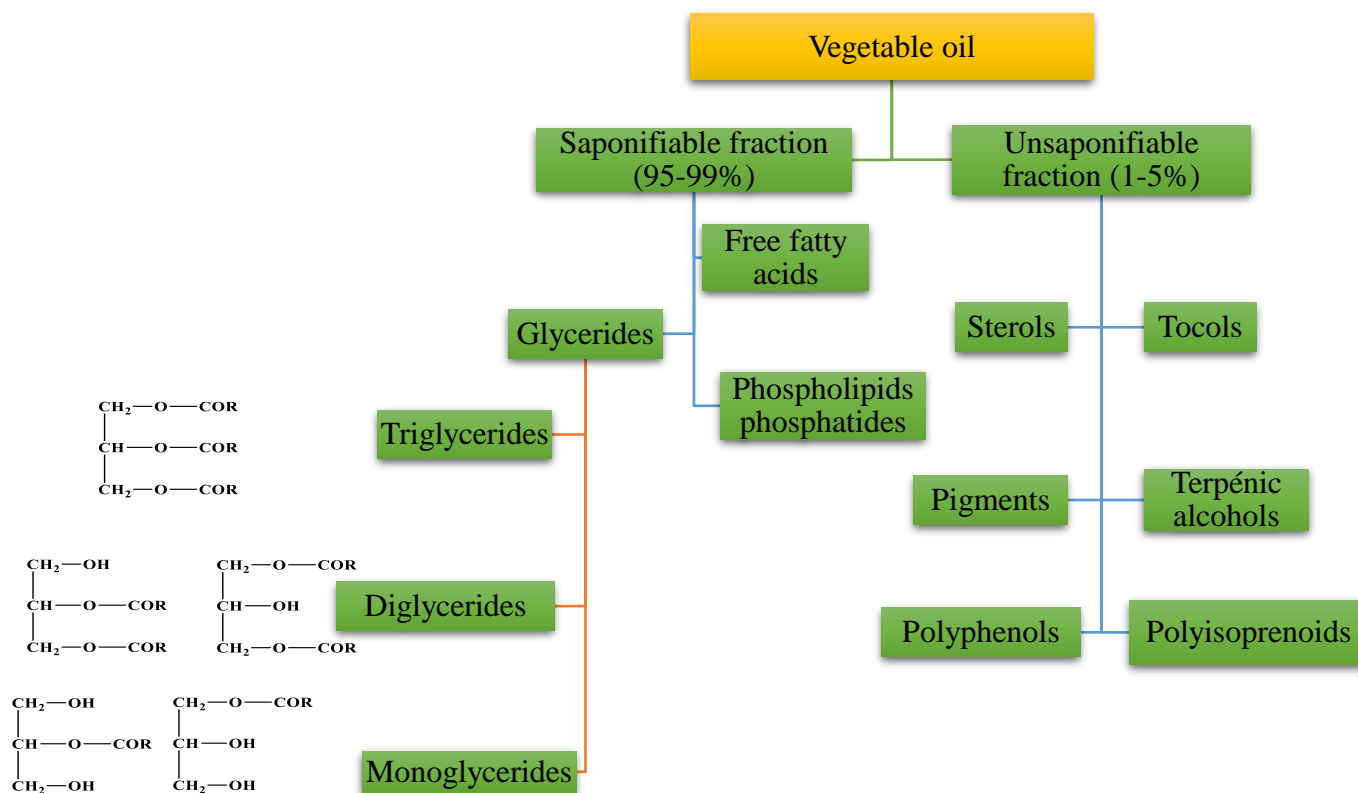 Vegetable oil
Saponifiable fraction
(95-99%)
Unsaponifiable
fraction (1-5%)
Free fatty
acids
Glycerides
Phospholipids
phosphatides
Sterols
Tocols
Pigments
Terpénic
alcohols
Polyphenols
Polyisoprenoids
Triglycerides
CH₂—O—COR
CH—O—COR
CH₂—O—COR
Diglycerides
CH₂—OH
CH—O—COR
CH₂—O—COR
CH₂—O—COR
CH—OH
CH₂—O—COR
Monoglycerides
CH₂—OH
CH—O—COR
CH₂—OH
CH₂—O—COR
CH—OH
CH₂—OH